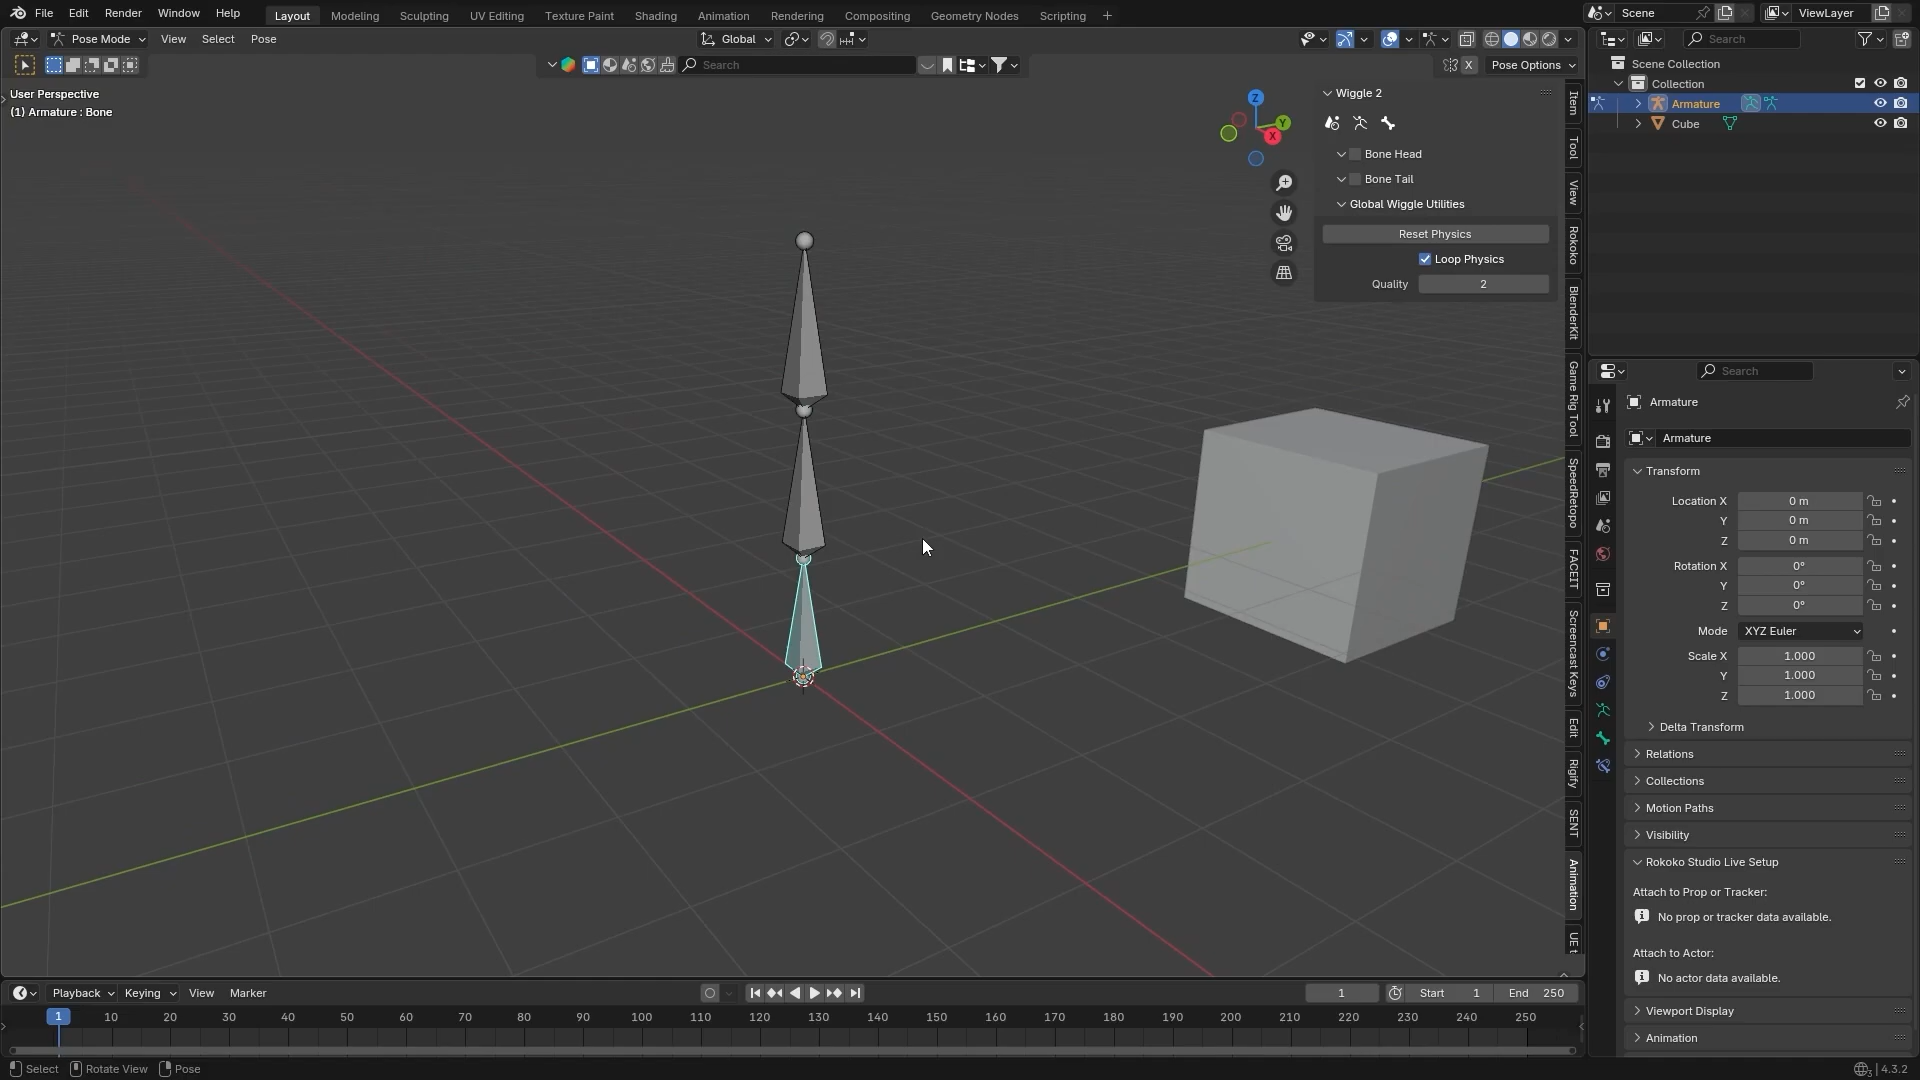 File Edit Render Window Help Layout Modeling Sculpting UV Editing Texture Paint Shading Animation Rendering Compositing Geometry Nodes Scripting + Scene ViewLayer
Pose Mode View Select Pose Global Search
Search X Pose Options
User Perspective
(1) Armature : Bone
Z
Y
X
Wiggle 2
Bone Head
Bone Tail
Global Wiggle Utilities
Reset Physics
Loop Physics
Quality 2
Item
Tool
View
Rokoko
BlenderKit
Game Rig Tool
SpeedRetopo
FACEIT
Screencast Keys
Edit
Rigify
SENT
Animation
UE t
Scene Collection
Collection
Armature
Cube
Search
Armature
Armature
Transform
Location X 0 m
Y 0 m
Z 0 m
Rotation X 0°
Y 0°
Z 0°
Mode XYZ Euler
Scale X 1.000
Y 1.000
Z 1.000
Delta Transform
Relations
Collections
Motion Paths
Visibility
Rokoko Studio Live Setup
Attach to Prop or Tracker:
No prop or tracker data available.
Attach to Actor:
No actor data available.
Viewport Display
Animation
Playback Keying View Marker 1 Start 1 End 250
1 10 20 30 40 50 60 70 80 90 100 110 120 130 140 150 160 170 180 190 200 210 220 230 240 250
Select Rotate View Pose 4.3.2